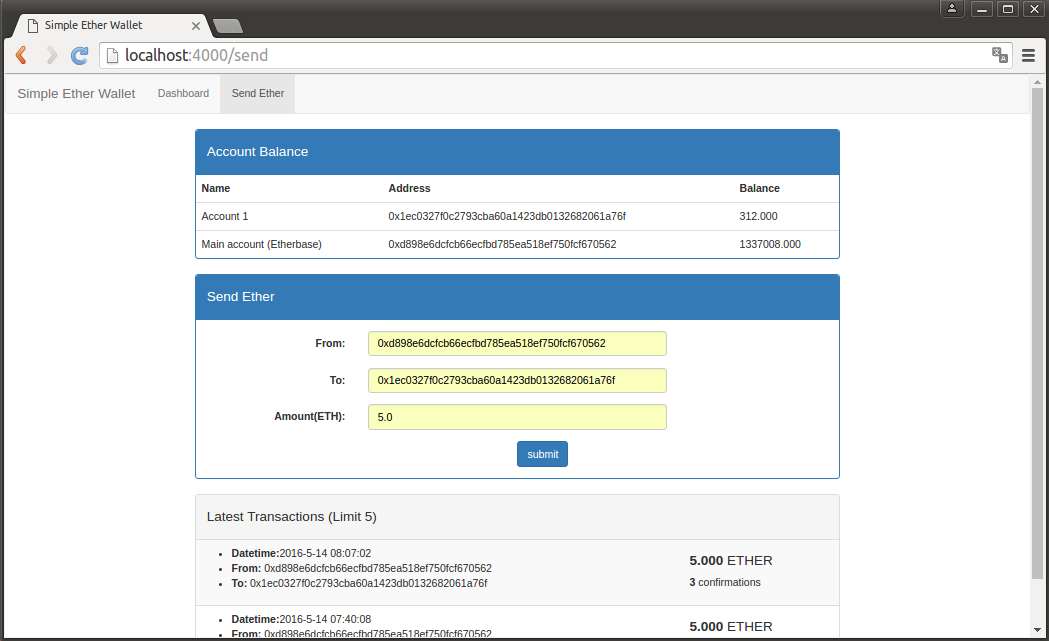 Simple Ether Wallet
localhost:4000/send
Simple Ether Wallet Dashboard Send Ether
Account Balance
Name Address Balance
Account 1 0x1ec0327f0c2793cba60a1423db0132682061a76f 312.000
Main account (Etherbase) 0xd898e6dcfcb66ecfbd785ea518ef750fcf670562 1337008.000
Send Ether
From: 0xd898e6dcfcb66ecfbd785ea518ef750fcf670562
To: 0x1ec0327f0c2793cba60a1423db0132682061a76f
Amount(ETH): 5.0
submit
Latest Transactions (Limit 5)
Datetime:2016-5-14 08:07:02
From: 0xd898e6dcfcb66ecfbd785ea518ef750fcf670562
To: 0x1ec0327f0c2793cba60a1423db0132682061a76f
5.000 ETHER
3 confirmations
Datetime:2016-5-14 07:40:08
From: 0xd898e6dcfcb66ecfbd785ea518ef750fcf670562
5.000 ETHER